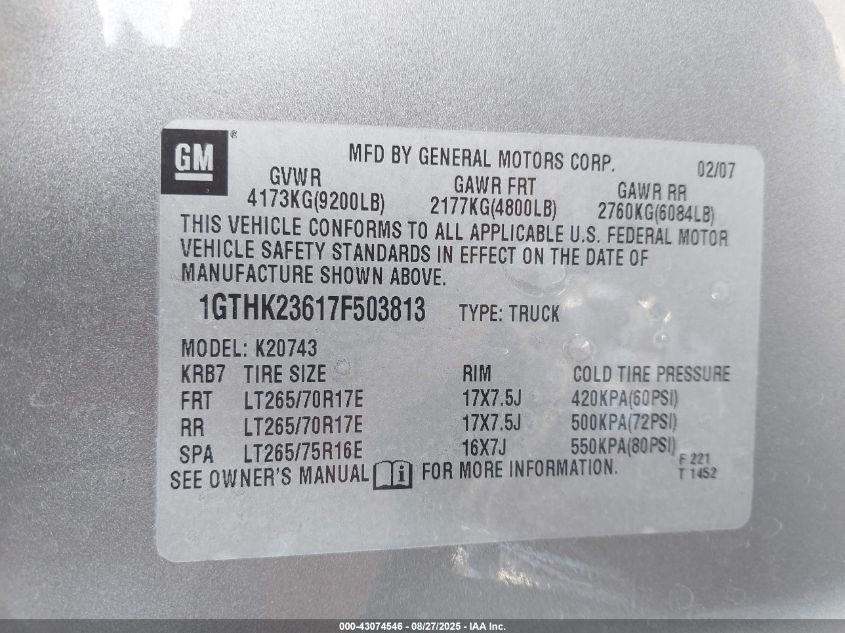 GM®
MFD BY GENERAL MOTORS CORP. 02/07
GVWR GAWR FRT GAWR RR
4173KG(9200LB) 2177KG(4800LB) 2760KG(6084LB)
THIS VEHICLE CONFORMS TO ALL APPLICABLE U.S. FEDERAL MOTOR
VEHICLE SAFETY STANDARDS IN EFFECT ON THE DATE OF
MANUFACTURE SHOWN ABOVE.
1GTHK23617F503813 TYPE: TRUCK
MODEL: K20743
KRB7 TIRE SIZE RIM COLD TIRE PRESSURE
FRT LT265/70R17E 17X7.5J 420KPA(60PSI)
RR LT265/70R17E 17X7.5J 500KPA(72PSI)
SPA LT265/75R16E 16X7J 550KPA(80PSI)
SEE OWNER'S MANUAL i FOR MORE INFORMATION.
F 221
T 1452
000-43074546 - 08/27/2025 - IAA Inc.